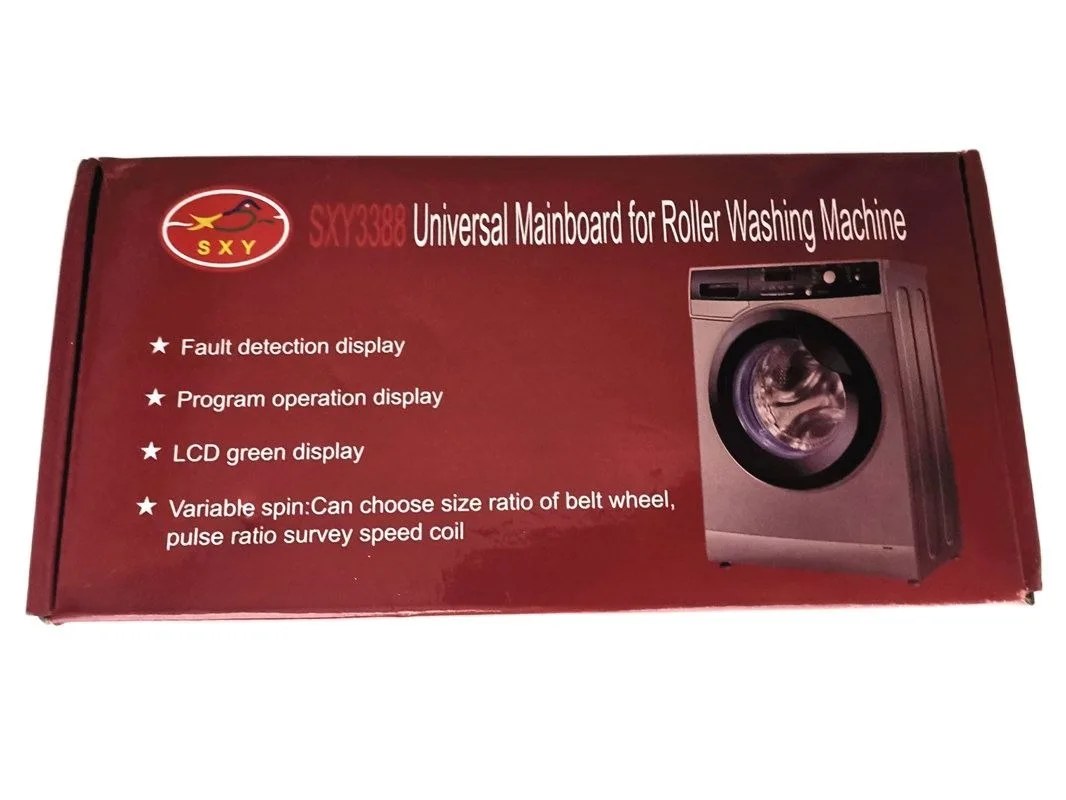 SXY
SXY3388 Universal Mainboard for Roller Washing Machine
★ Fault detection display
★ Program operation display
★ LCD green display
★ Variable spin:Can choose size ratio of belt wheel,
pulse ratio survey speed coil